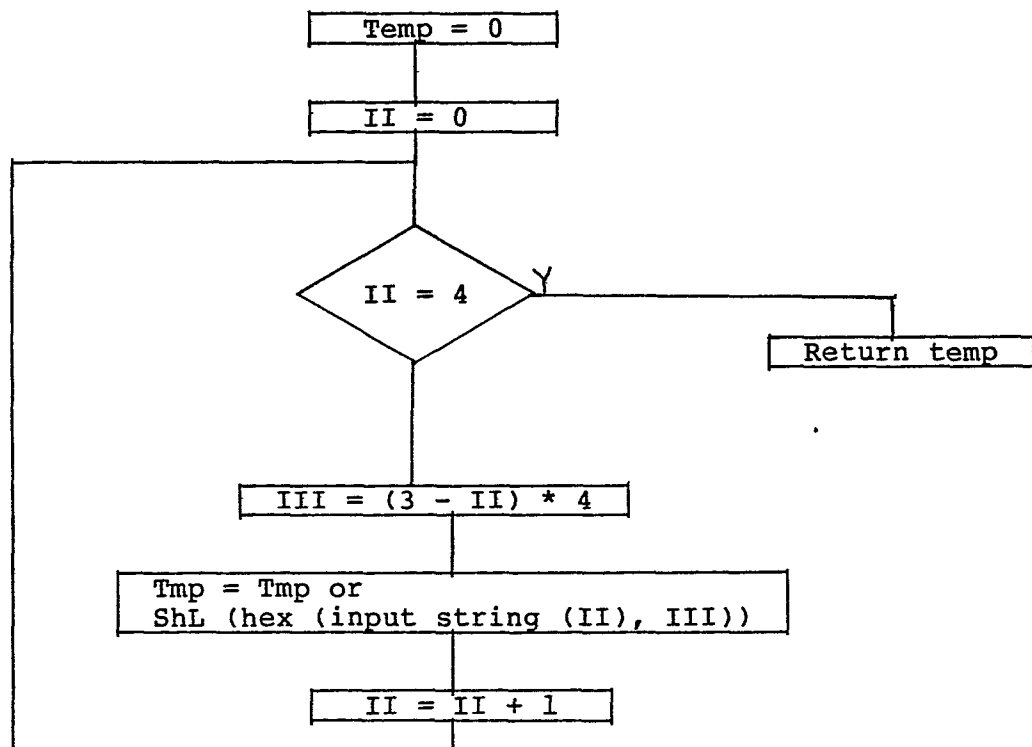 Temp = 0
II = 0
II = 4
Y
Return temp
III = (3 - II) * 4
Tmp = Tmp or
ShL (hex (input string (II), III))
II = II + 1